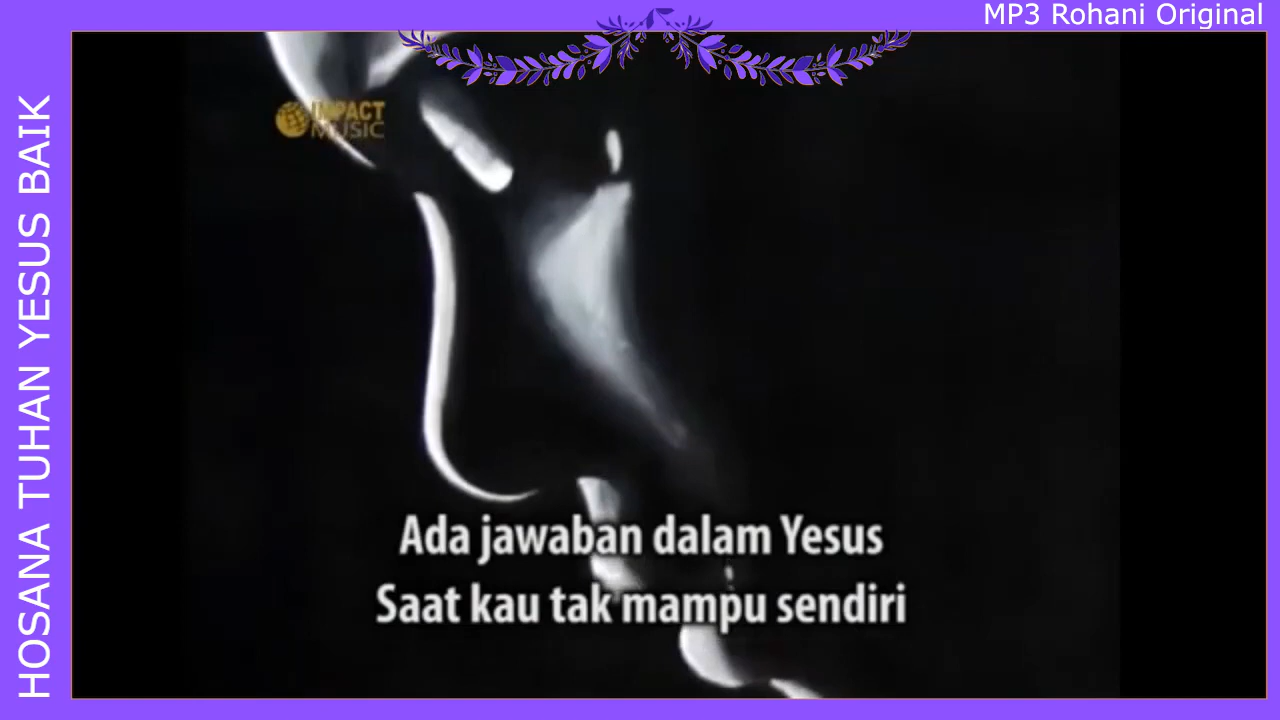 MP3 Rohani Original
HOSANA TUHAN YESUS BAIK
IMPACT
MUSIC
Ada jawaban dalam Yesus
Saat kau tak mampu sendiri